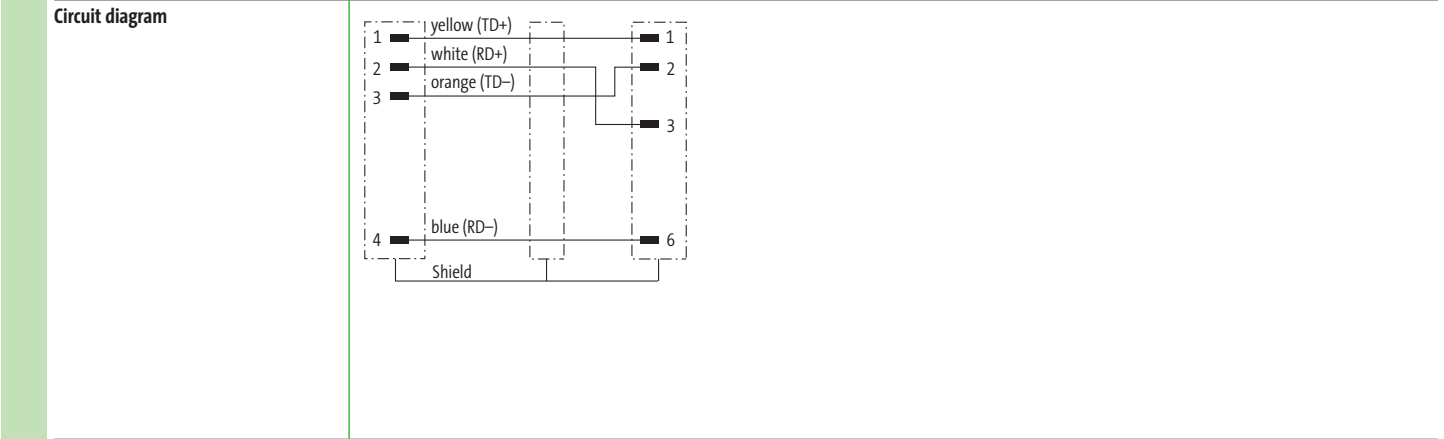 Circuit diagram
1 yellow (TD+) 1
2 white (RD+) 2
3 orange (TD–)
3
4 blue (RD–) 6
Shield